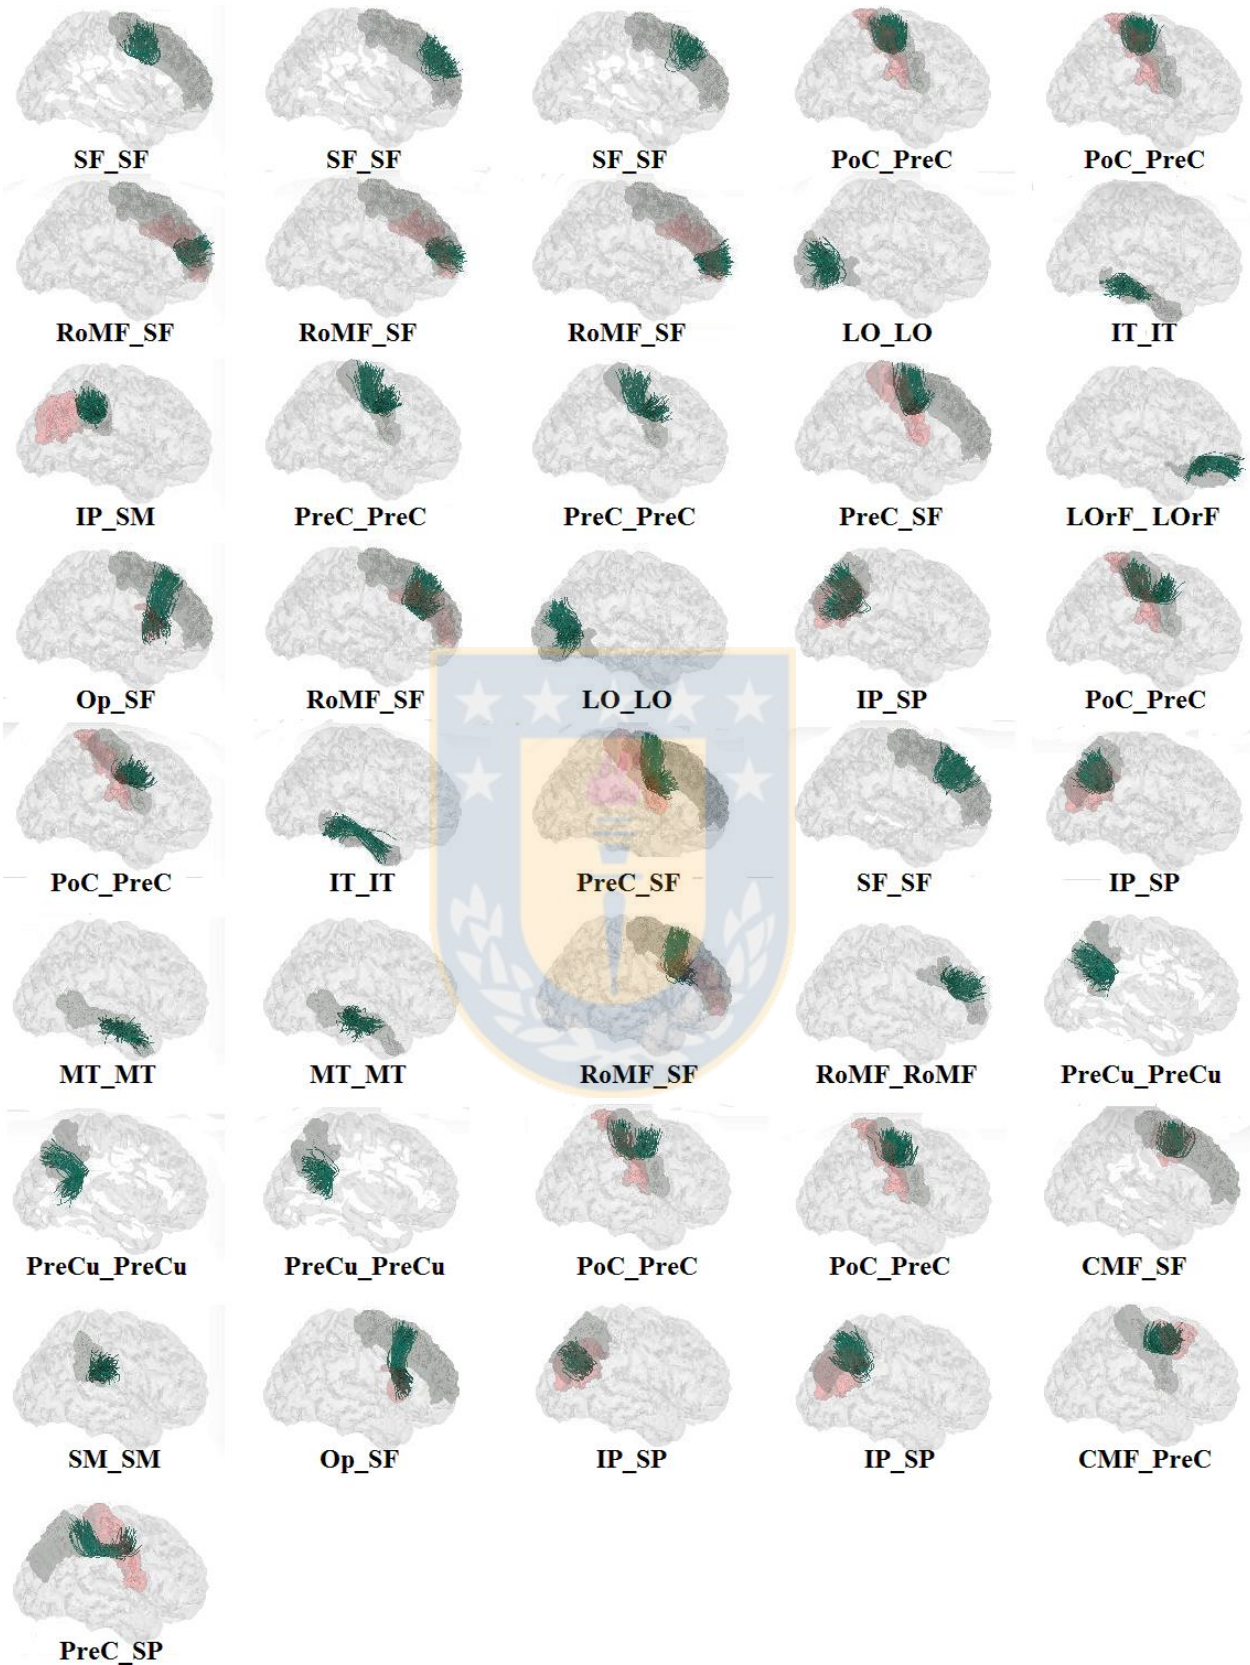 SF_SF SF_SF SF_SF PoC_PreC PoC_PreC
RoMF_SF RoMF_SF RoMF_SF LO_LO IT_IT
IP_SM PreC_PreC PreC_PreC PreC_SF LOrF_ LOrF
Op_SF RoMF_SF LO_LO IP_SP PoC_PreC
PoC_PreC IT_IT PreC_SF SF_SF IP_SP
MT_MT MT_MT RoMF_SF RoMF_RoMF PreCu_PreCu
PreCu_PreCu PreCu_PreCu PoC_PreC PoC_PreC CMF_SF
SM_SM Op_SF IP_SP IP_SP CMF_PreC
PreC_SP